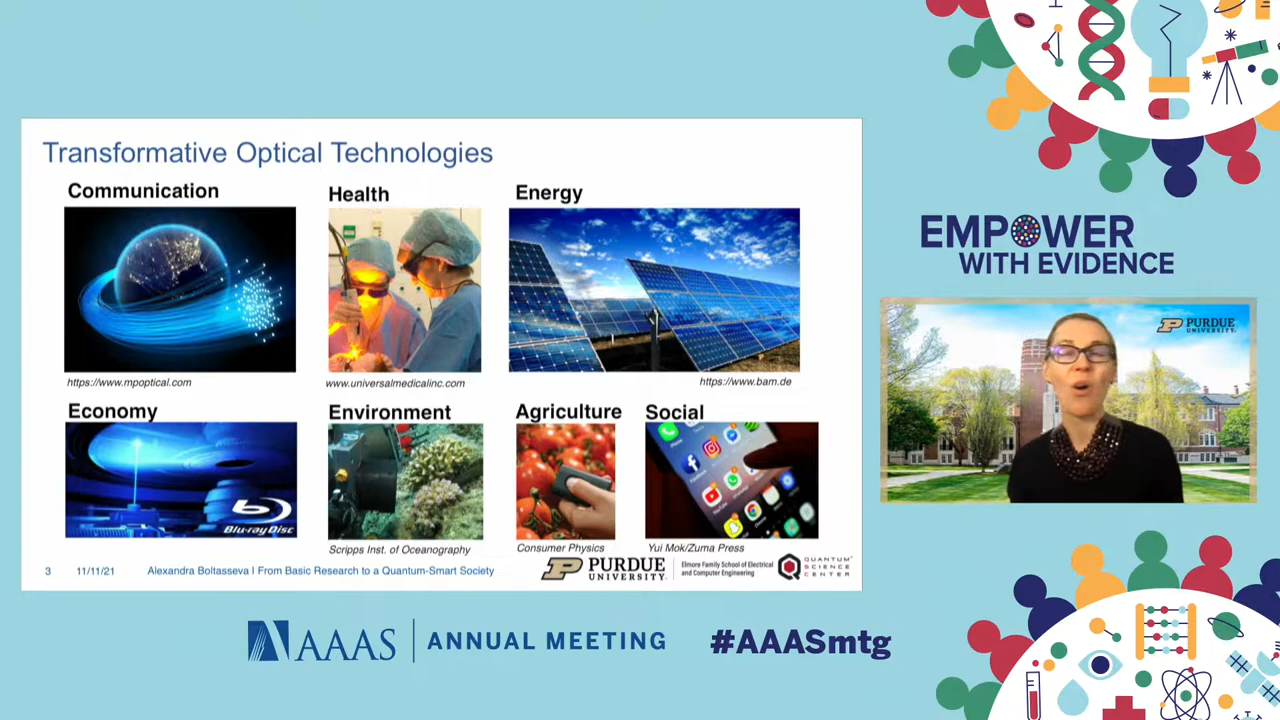 Transformative Optical Technologies
Communication
Health
Energy
https://www.mpoptical.com
www.universalmedicalinc.com
https://www.bam.de
Economy
Environment
Agriculture
Social
Blu-ray Disc
Scripps Inst. of Oceanography
Consumer Physics
Yui Mok/Zuma Press
3
11/11/21
Alexandra Boltasseva I From Basic Research to a Quantum-Smart Society
PURDUE
UNIVERSITY
Elmore Family School of Electrical
and Computer Engineering
QUANTUM
SCIENCE
CENTER
EMPOWER
WITH EVIDENCE
PURDUE
UNIVERSITY
AAAS
ANNUAL MEETING
#AAASmtg